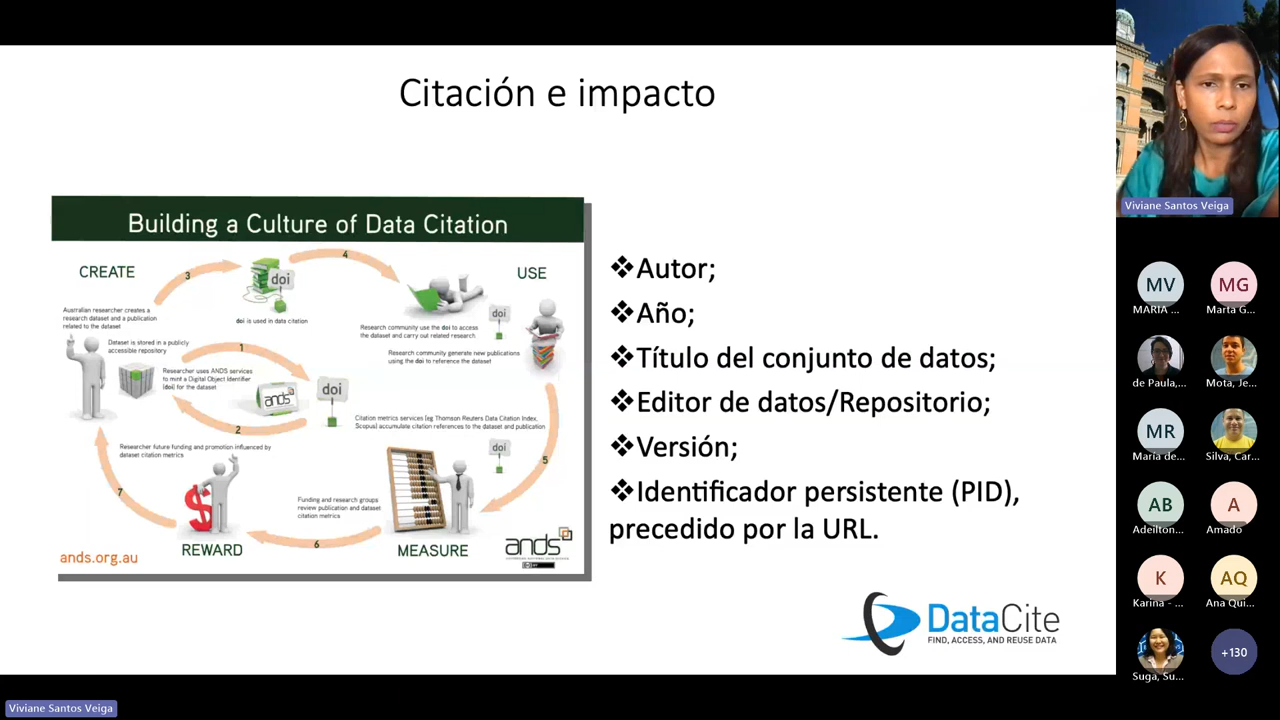 Citación e impacto
Building a Culture of Data Citation
CREATE
3
doi
4
USE
Australian researcher creates a
research dataset and a publication
related to the dataset
doi is used in data citation
doi
Research community use the doi to access
the dataset and carry out related research
Dataset is stored in a publicly
accessible repository
1
Research community generate new publications
using the doi to reference the dataset
Researcher uses ANDS services
to mint a Digital Object Identifier
(doi) for the dataset
ands
doi
2
Citation metrics services (eg Thomson Reuters Data Citation Index,
Scopus) accumulate citation references to the dataset and publication
Researcher future funding and promotion influenced by
dataset citation metrics
doi
5
7
Funding and research groups
review publication and dataset
citation metrics
6
REWARD
MEASURE
ands
ands.org.au
❖Autor;
❖Año;
❖Título del conjunto de datos;
❖Editor de datos/Repositorio;
❖Versión;
❖Identificador persistente (PID),
precedido por la URL.
DataCite
FIND, ACCESS, AND REUSE DATA
Viviane Santos Veiga
MV
MG
MARIA ...
Marta G...
de Paula,...
Mota, Je...
MR
María de...
Silva, Car...
AB
A
Adeilton...
Amado
K
AQ
Karina - ...
Ana Qui...
+130
Suga, Su...
Viviane Santos Veiga